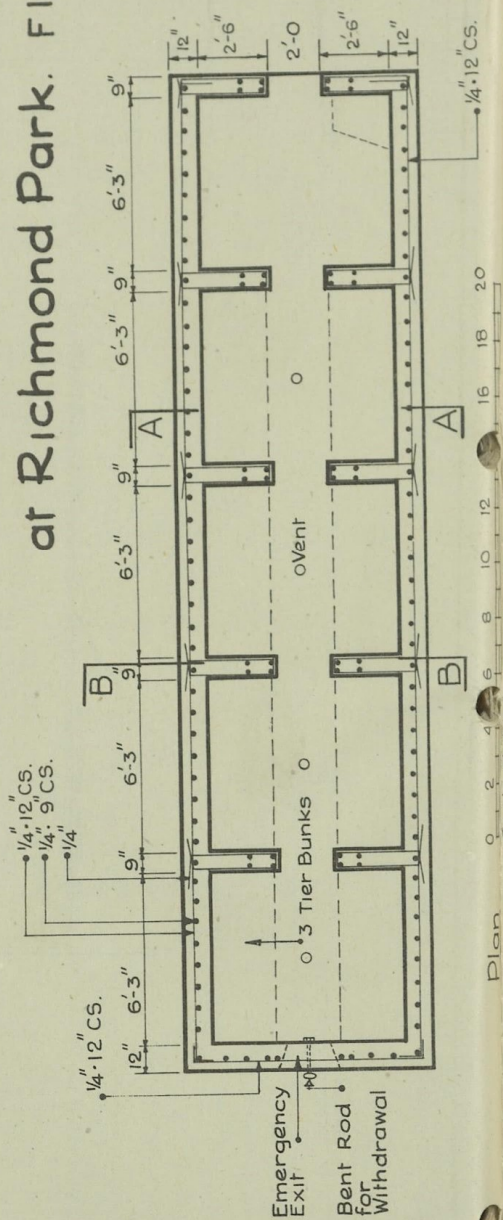 at Richmond Park. FI
12"
2'-6"
2'-0
2'-6"
12"
9"
6'-3"
9"
6'-3"
9"
6'-3"
9"
6'-3"
9"
6'-3"
12"
¼"·12" CS.
¼"·12" CS.
¼"·9" CS.
¼"
¼"·12" CS.
A
A
B
B
Vent
3 Tier Bunks
Emergency
Exit
Bent Rod
for
Withdrawal
Plan
0 2 4 6 8 10 12 16 18 20